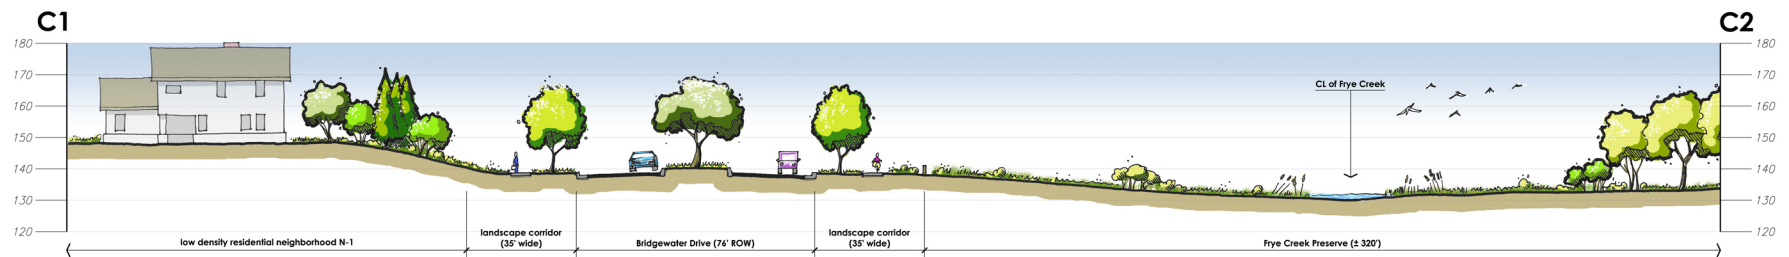 C1
C2
180
170
160
150
140
130
120
180
170
160
150
140
130
120
CL of Frye Creek
low density residential neighborhood N-1
landscape corridor
(35' wide)
Bridgewater Drive (76' ROW)
landscape corridor
(35' wide)
Frye Creek Preserve (± 320')